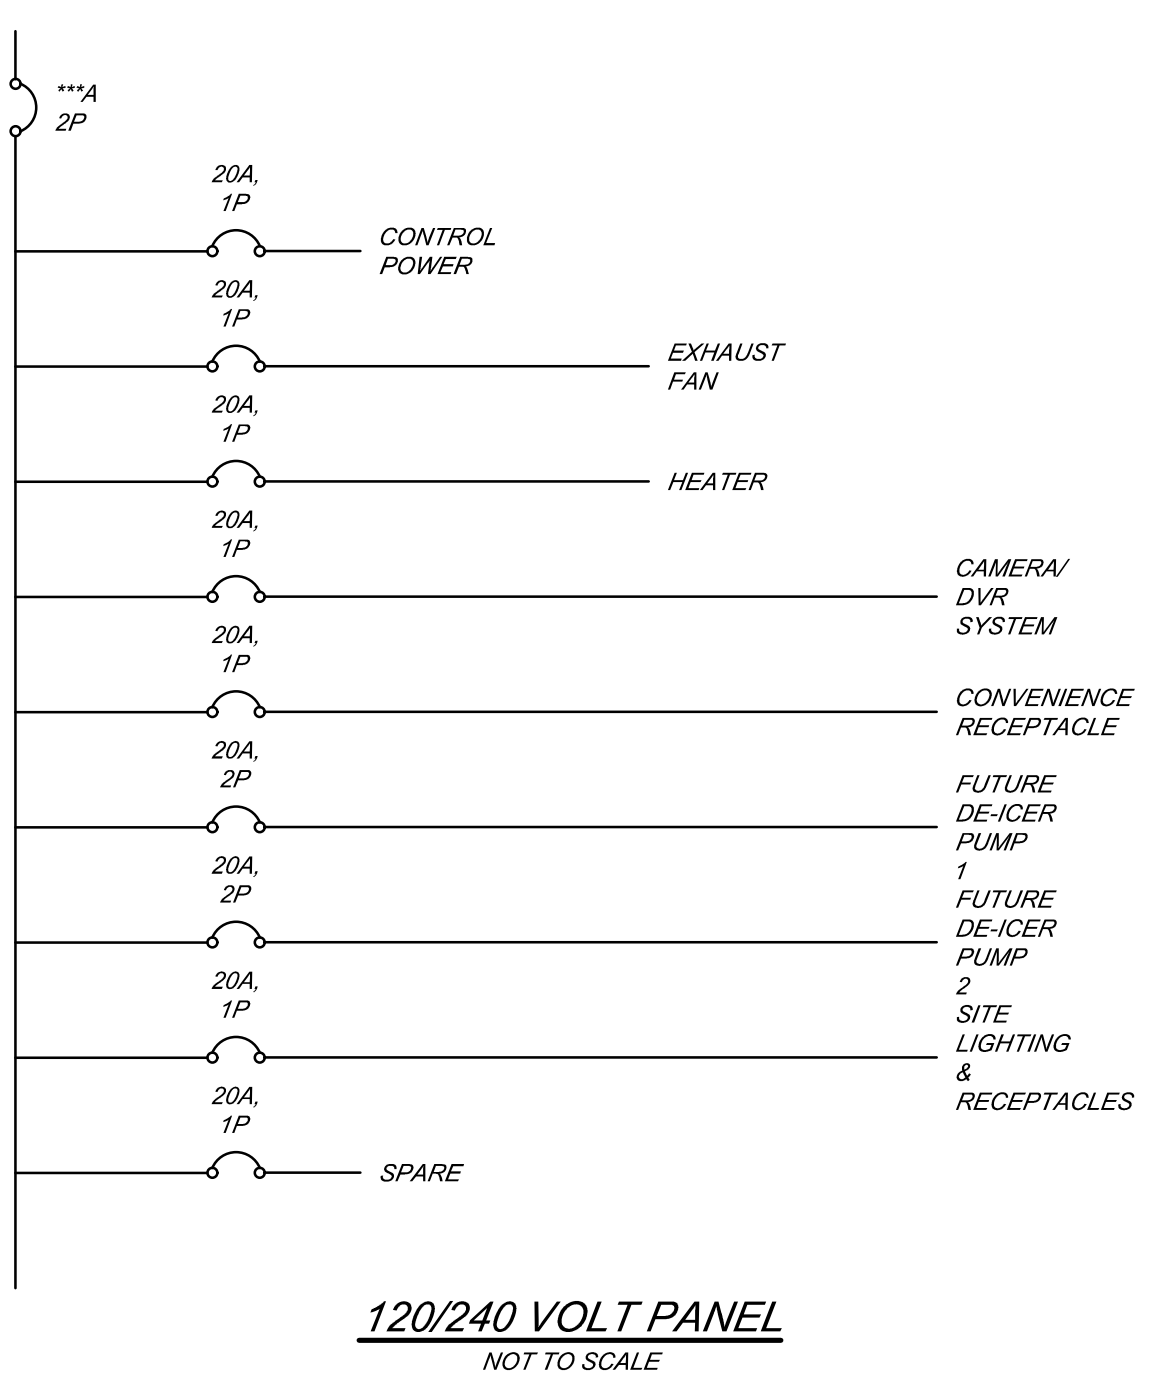 ***A
2P
20A,
1P
CONTROL
POWER
20A,
1P
EXHAUST
FAN
20A,
1P
HEATER
20A,
1P
CAMERA/
DVR
SYSTEM
20A,
1P
CONVENIENCE
RECEPTACLE
20A,
2P
FUTURE
DE-ICER
PUMP
1
20A,
2P
FUTURE
DE-ICER
PUMP
2
20A,
1P
SITE
LIGHTING
&
RECEPTACLES
20A,
1P
SPARE
120/240 VOLT PANEL
NOT TO SCALE